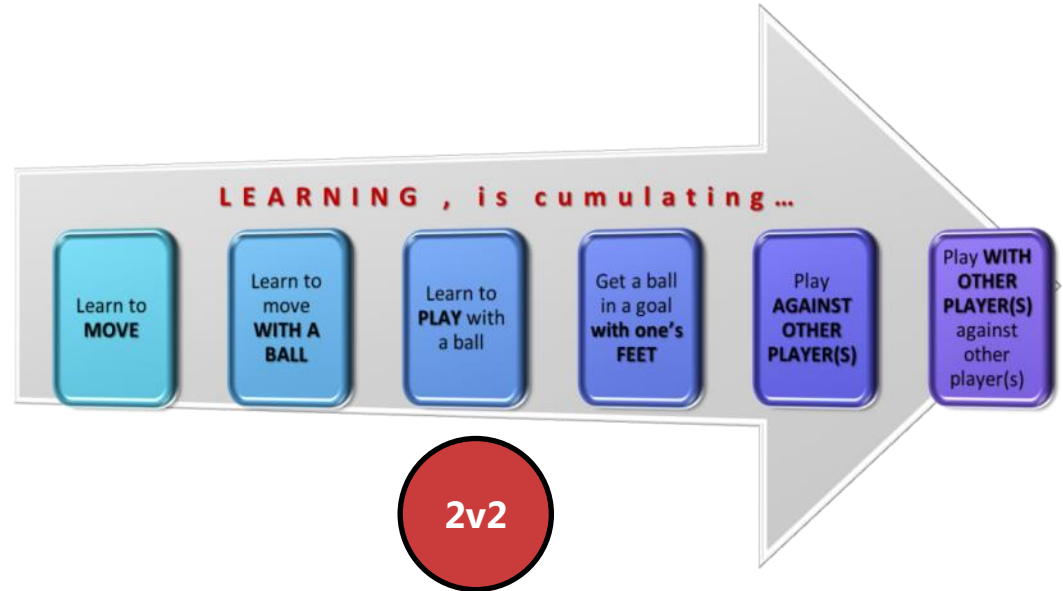 LEARNING , is cumulating…
Learn to
MOVE
Learn to
move
WITH A
BALL
Learn to
PLAY with
a ball
Get a ball
in a goal
with one’s
FEET
Play
AGAINST
OTHER
PLAYER(S)
Play WITH
OTHER
PLAYER(S)
against
other
player(s)
2v2